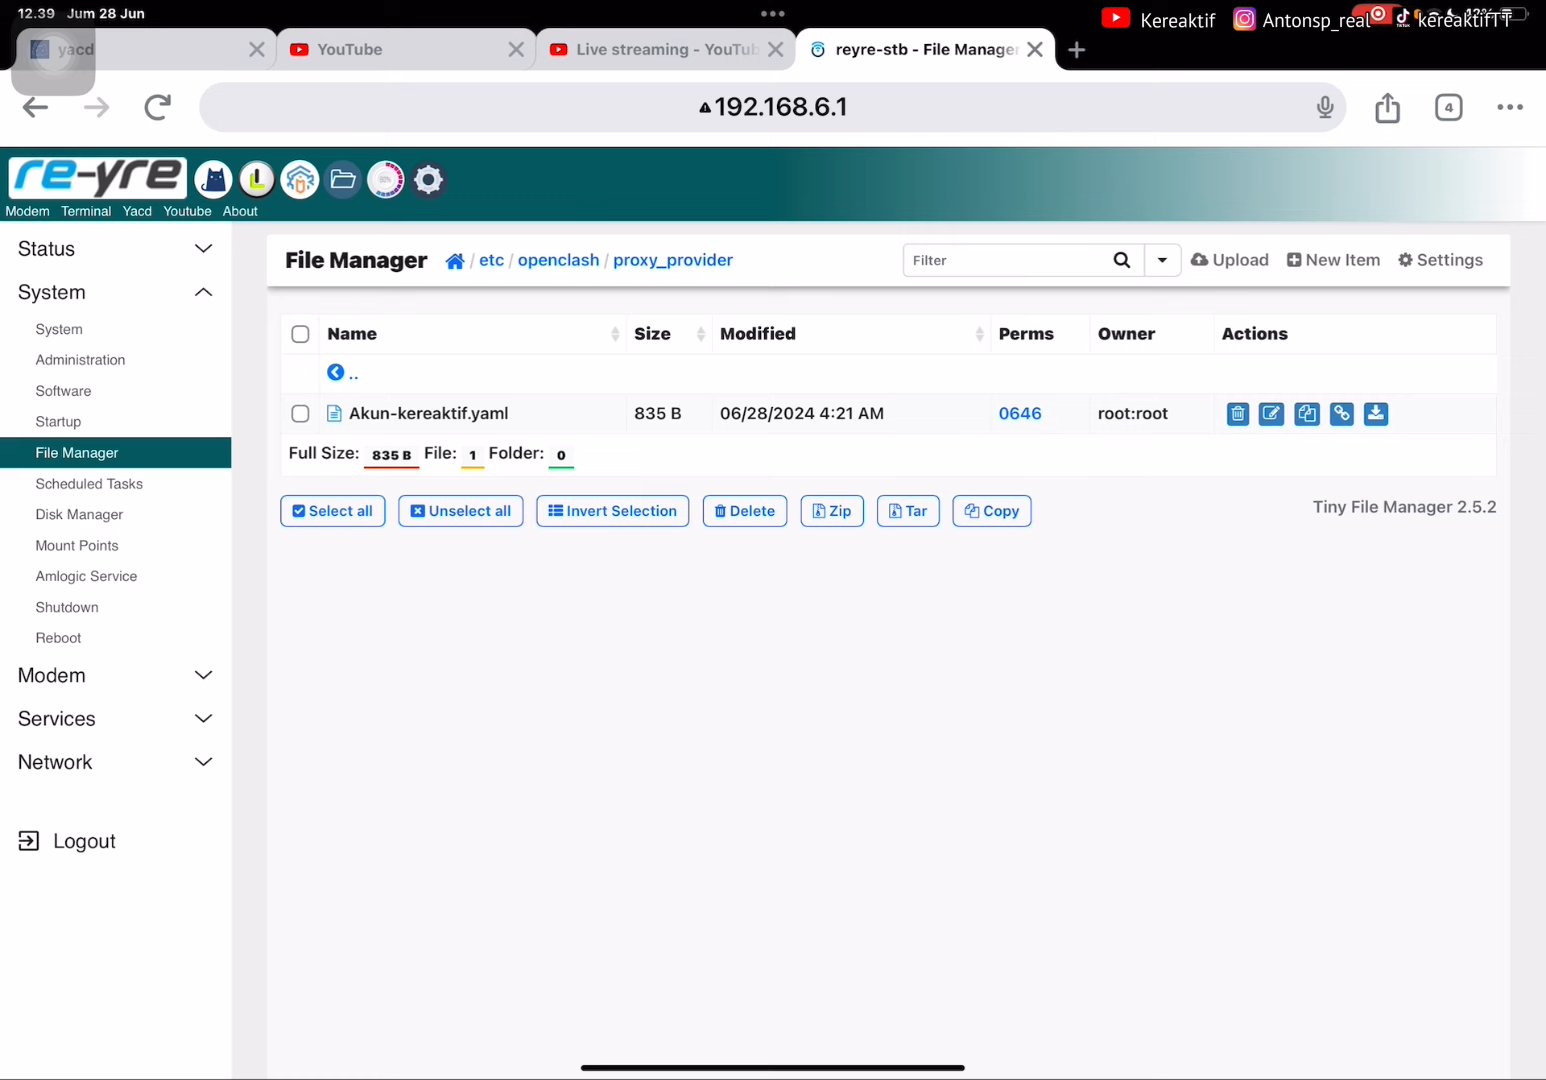 12.39 Jum 28 Jun
Kereaktif Antonsp_real kereaktifTT
yacd
YouTube
Live streaming - YouTub
reyre-stb - File Manager
192.168.6.1
4
re-yre
Modem Terminal Yacd Youtube About
Status
System
System
Administration
Software
Startup
File Manager
Scheduled Tasks
Disk Manager
Mount Points
Amlogic Service
Shutdown
Reboot
Modem
Services
Network
Logout
File Manager / etc / openclash / proxy_provider
Filter
Upload New Item Settings
Name Size Modified Perms Owner Actions
..
Akun-kereaktif.yaml 835 B 06/28/2024 4:21 AM 0646 root:root
Full Size: 835 B File: 1 Folder: 0
Select all Unselect all Invert Selection Delete Zip Tar Copy
Tiny File Manager 2.5.2